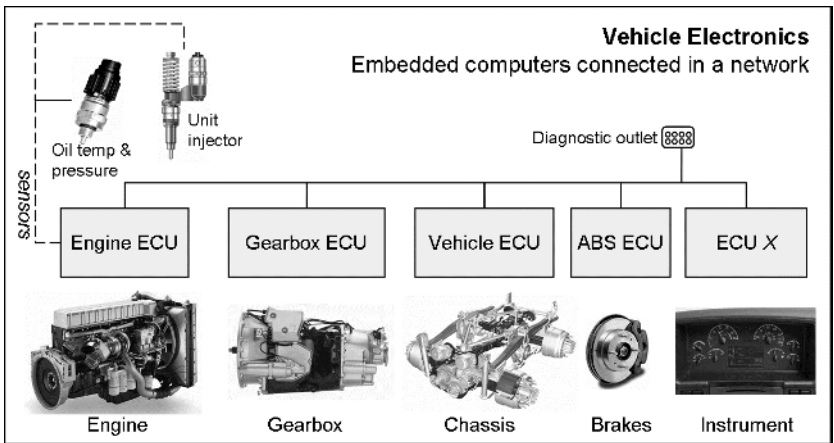 Vehicle Electronics
Embedded computers connected in a network
Unit
injector
Oil temp &
pressure
Diagnostic outlet
sensors
Engine ECU
Gearbox ECU
Vehicle ECU
ABS ECU
ECU X
Engine
Gearbox
Chassis
Brakes
Instrument